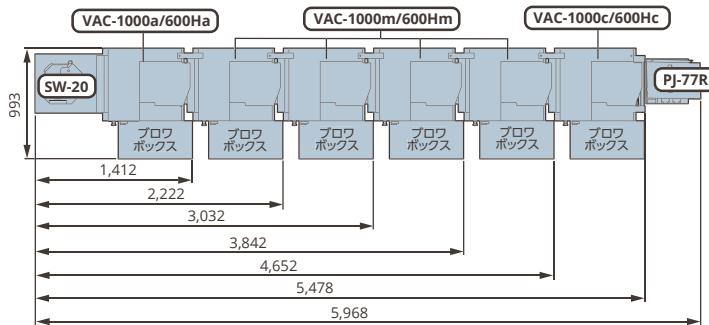 VAC-1000a/600Ha
VAC-1000m/600Hm
VAC-1000c/600Hc
SW-20
PJ-77R
993
ブロワ
ボックス
ブロワ
ボックス
ブロワ
ボックス
ブロワ
ボックス
ブロワ
ボックス
ブロワ
ボックス
1,412
2,222
3,032
3,842
4,652
5,478
5,968